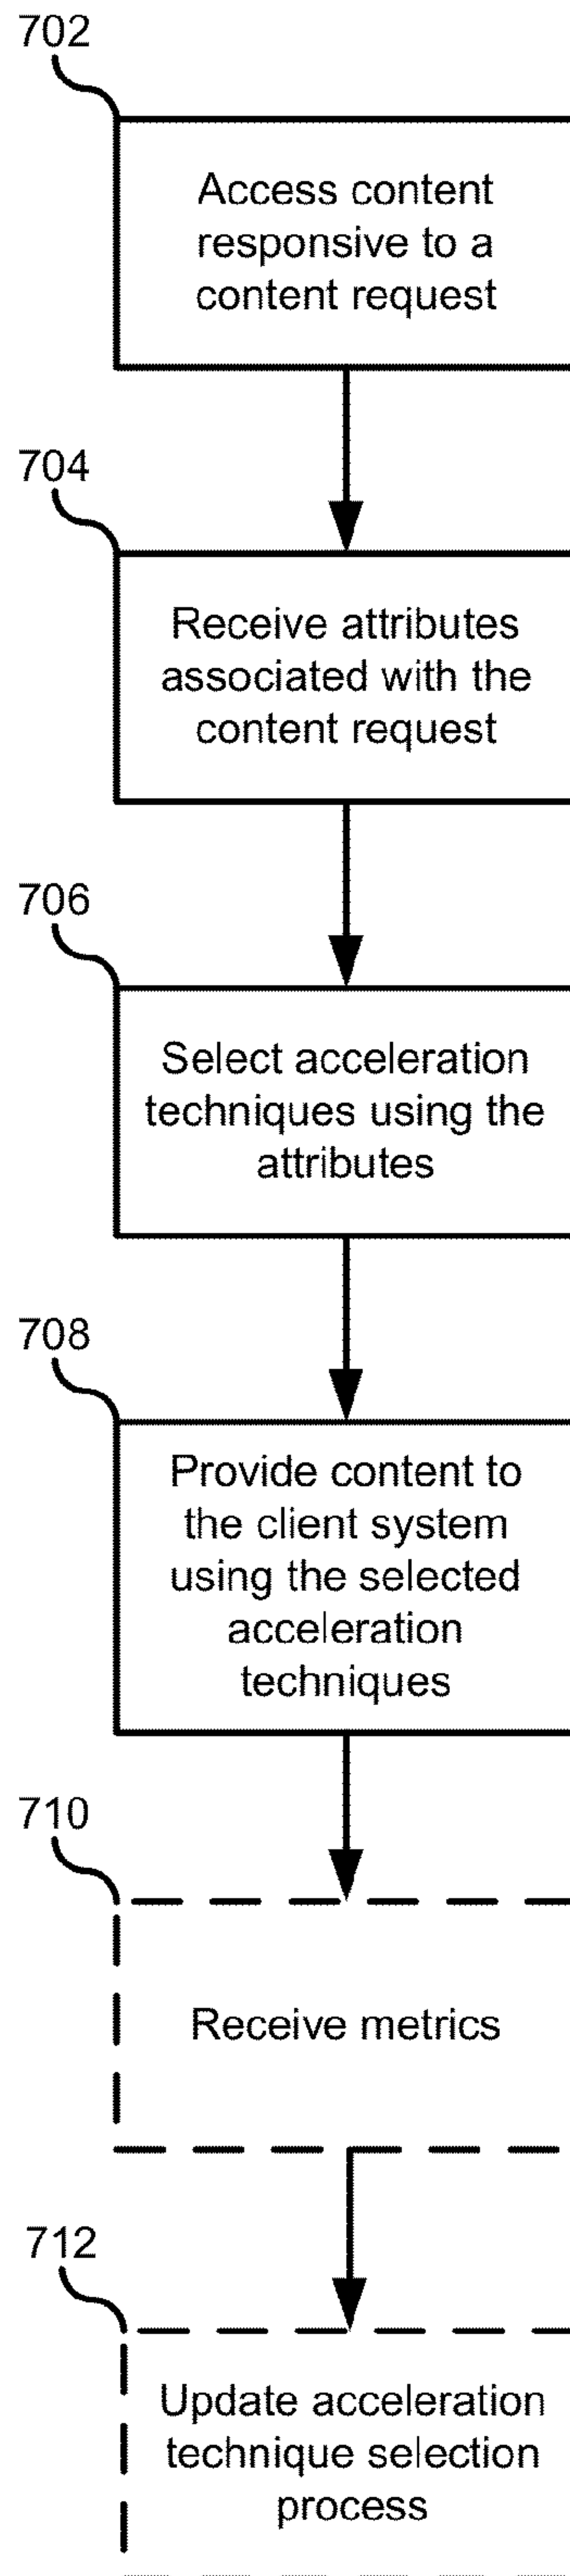 702
Access content
responsive to a
content request
704
Receive attributes
associated with the
content request
706
Select acceleration
techniques using the
attributes
708
Provide content to
the client system
using the selected
acceleration
techniques
710
Receive metrics
712
Update acceleration
technique selection
process